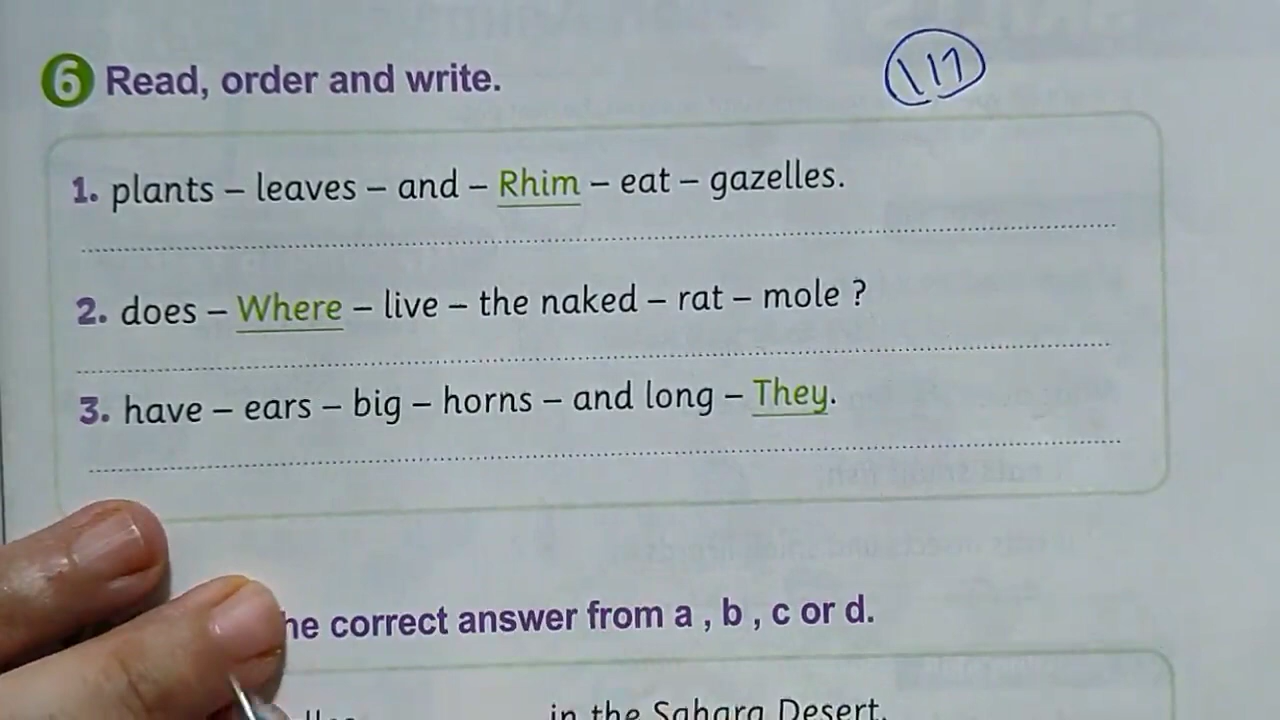 6 Read, order and write.
117
1. plants – leaves – and – Rhim – eat – gazelles.
2. does – Where – live – the naked – rat – mole ?
3. have – ears – big – horns – and long – They.
he correct answer from a , b , c or d.
in the Sahara Desert.